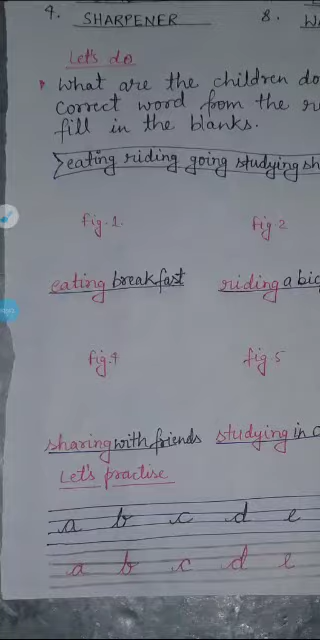 4. SHARPENER 8.
Let's do
What are the children do
correct word from the
fill in the blanks.
eating riding going studying sh
fig.1. fig 2
eating breakfast riding a
fig.4 fig 5
sharing with friends studying in
Let's practise
a b c d e
a b c d e